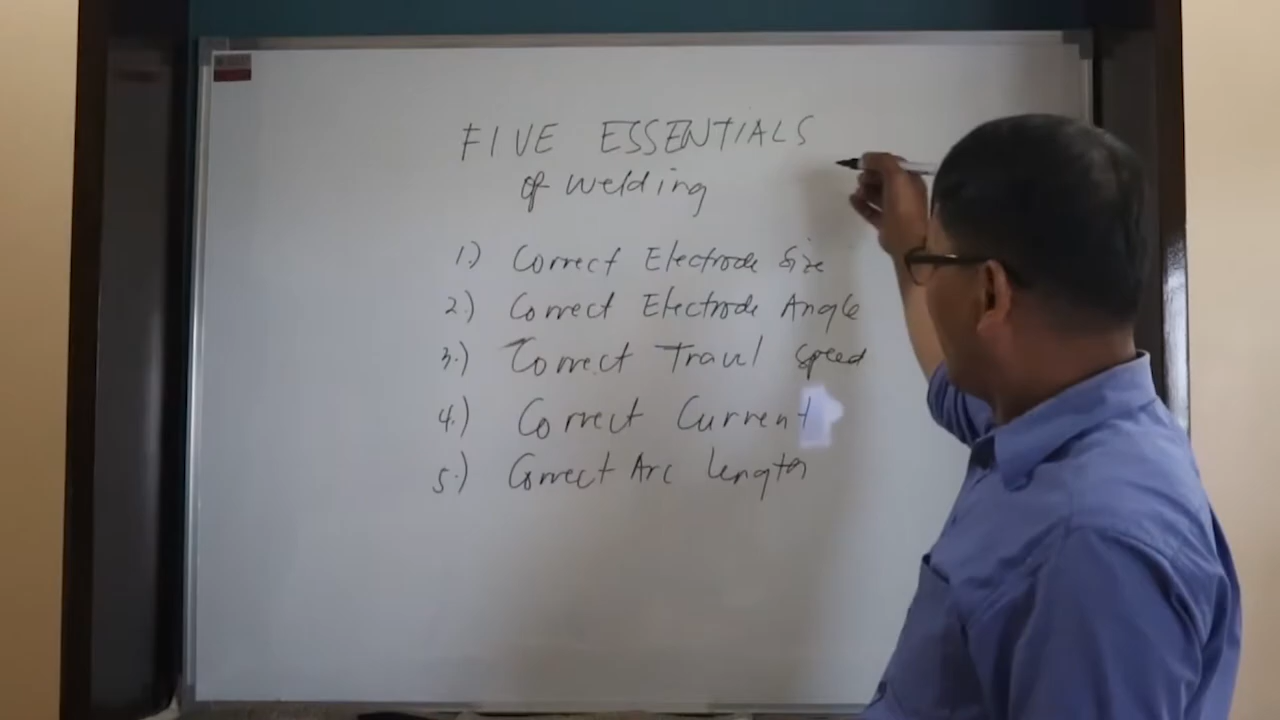 FIVE ESSENTIALS
of welding
1.) Correct Electrode Size
2.) Correct Electrode Angle
3.) Correct Travel Speed
4.) Correct Current
5.) Correct Arc Length